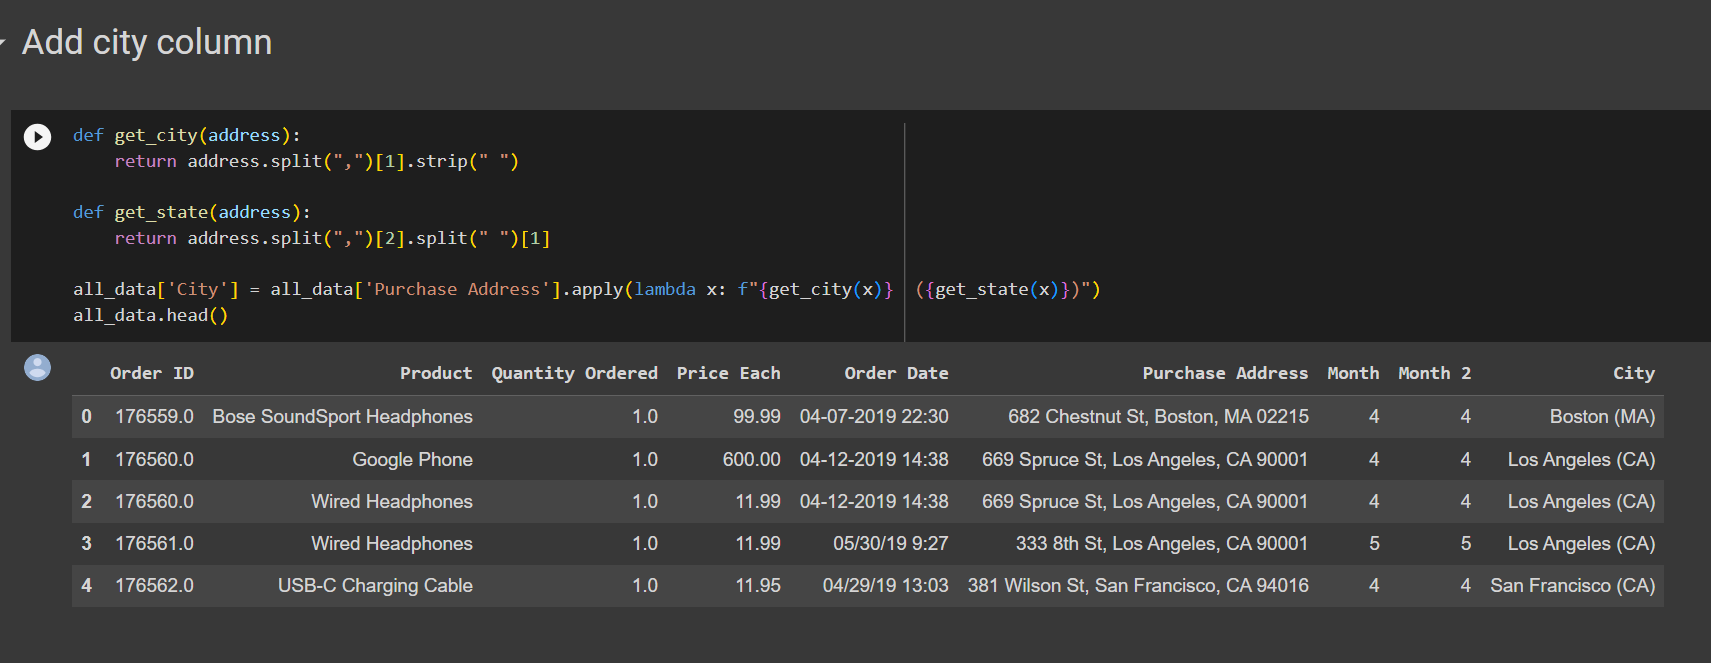 Add city column
def get_city(address):
    return address.split(",")[1].strip(" ")
def get_state(address):
    return address.split(",")[2].split(" ")[1]
all_data['City'] = all_data['Purchase Address'].apply(lambda x: f"{get_city(x)}  ({get_state(x)})")
all_data.head()
Order ID Product Quantity Ordered Price Each Order Date Purchase Address Month Month 2 City
0 176559.0 Bose SoundSport Headphones 1.0 99.99 04-07-2019 22:30 682 Chestnut St, Boston, MA 02215 4 4 Boston (MA)
1 176560.0 Google Phone 1.0 600.00 04-12-2019 14:38 669 Spruce St, Los Angeles, CA 90001 4 4 Los Angeles (CA)
2 176560.0 Wired Headphones 1.0 11.99 04-12-2019 14:38 669 Spruce St, Los Angeles, CA 90001 4 4 Los Angeles (CA)
3 176561.0 Wired Headphones 1.0 11.99 05/30/19 9:27 333 8th St, Los Angeles, CA 90001 5 5 Los Angeles (CA)
4 176562.0 USB-C Charging Cable 1.0 11.95 04/29/19 13:03 381 Wilson St, San Francisco, CA 94016 4 4 San Francisco (CA)